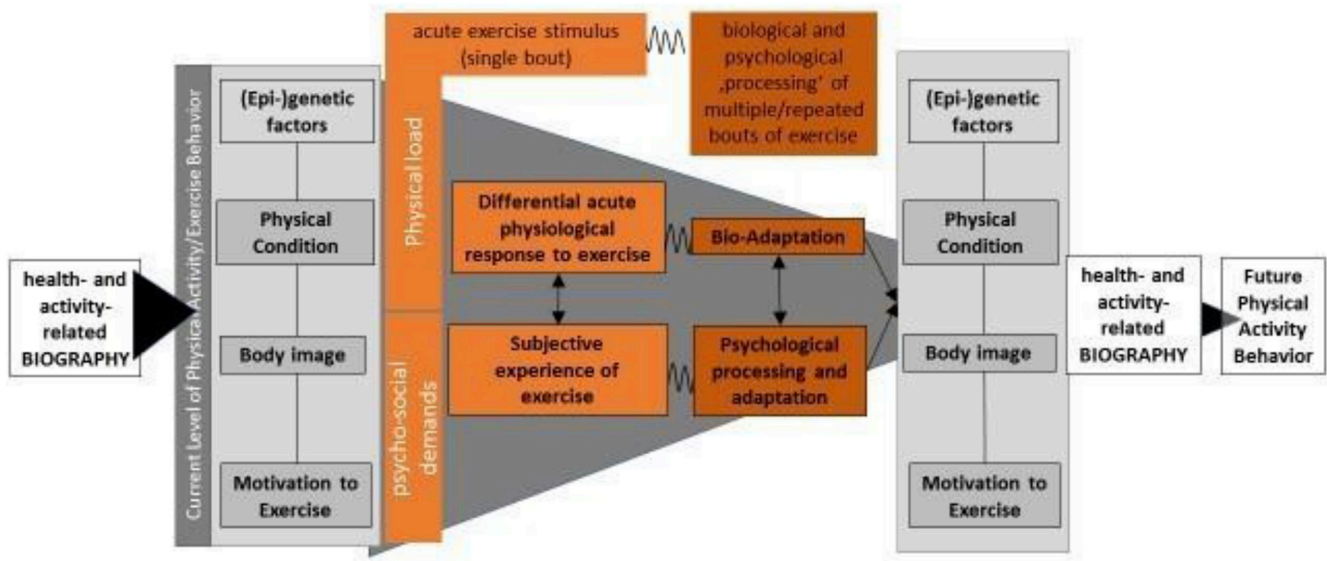 health- and
activity-
related
BIOGRAPHY
Current Level of Physical Activity/Exercise Behavior
(Epi-)genetic
factors
Physical
Condition
Body image
Motivation to
Exercise
acute exercise stimulus
(single bout)
Physical load
psycho-social
demands
biological and
psychological
‚processing‘ of
multiple/repeated
bouts of exercise
Differential acute
physiological
response to exercise
Bio-Adaptation
Subjective
experience of
exercise
Psychological
processing and
adaptation
(Epi-)genetic
factors
Physical
Condition
Body image
Motivation to
Exercise
health- and
activity-
related
BIOGRAPHY
Future
Physical
Activity
Behavior